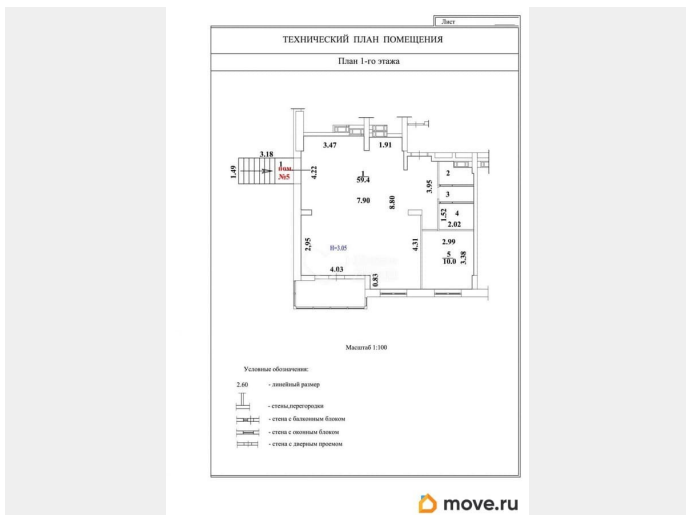 Лист
ТЕХНИЧЕСКИЙ ПЛАН ПОМЕЩЕНИЯ
План 1-го этажа
3.47
1.91
3.18
1
пом.
№5
1.49
4.22
1
59.4
7.90
8.80
3.95
2
3
4
1.52
2.02
2,95
H=3.05
4.31
2.99
5
10.0
3.38
4.03
0.83
Масштаб 1:100
Условные обозначения:
2.60 - линейный размер
- стены,перегородки
- стена с балконным блоком
- стена с оконным блоком
- стена с дверным проемом
move.ru